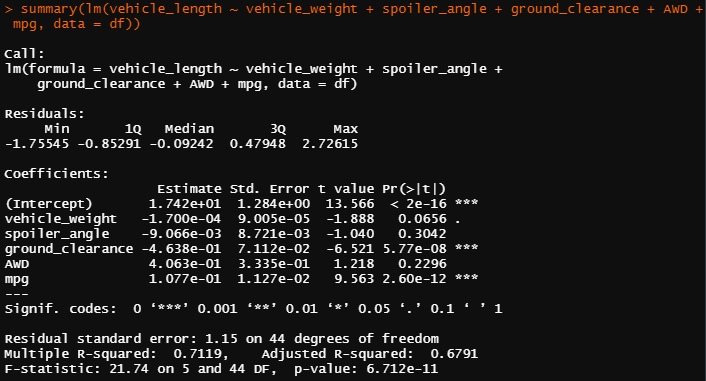 > summary(lm(vehicle_length ~ vehicle_weight + spoiler_angle + ground_clearance + AWD +
 mpg, data = df))

Call:
lm(formula = vehicle_length ~ vehicle_weight + spoiler_angle +
    ground_clearance + AWD + mpg, data = df)

Residuals:
     Min       1Q   Median       3Q      Max
-1.75545 -0.85291 -0.09242  0.47948  2.72615

Coefficients:
                   Estimate Std. Error t value Pr(>|t|)
(Intercept)       1.742e+01  1.284e+00  13.566  < 2e-16 ***
vehicle_weight   -1.700e-04  9.005e-05  -1.888   0.0656 .
spoiler_angle    -9.066e-03  8.721e-03  -1.040   0.3042
ground_clearance -4.638e-01  7.112e-02  -6.521 5.77e-08 ***
AWD               4.063e-01  3.335e-01   1.218   0.2296
mpg               1.077e-01  1.127e-02   9.563 2.60e-12 ***
---
Signif. codes:  0 ‘***’ 0.001 ‘**’ 0.01 ‘*’ 0.05 ‘.’ 0.1 ‘ ’ 1

Residual standard error: 1.15 on 44 degrees of freedom
Multiple R-squared:  0.7119,    Adjusted R-squared:  0.6791
F-statistic: 21.74 on 5 and 44 DF,  p-value: 6.712e-11